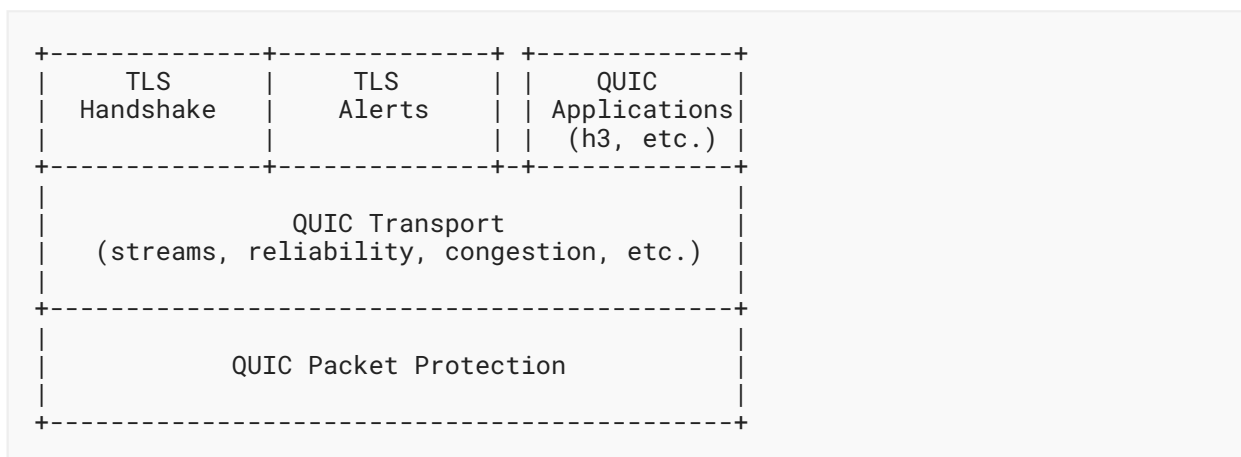 +--------------+--------------+ +-------------+
|     TLS      |     TLS      | |    QUIC     |
|  Handshake   |    Alerts    | | Applications|
|              |              | |  (h3, etc.) |
+--------------+--------------+-+-------------+
|                                             |
|                QUIC Transport               |
|   (streams, reliability, congestion, etc.)  |
|                                             |
+---------------------------------------------+
|                                             |
|            QUIC Packet Protection           |
|                                             |
+---------------------------------------------+